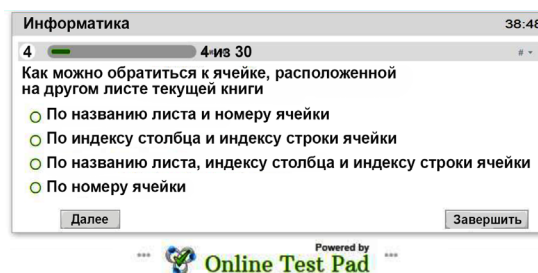 Информатика 38:48
4 4 из 30 #
Как можно обратиться к ячейке, расположенной
на другом листе текущей книги
По названию листа и номеру ячейки
По индексу столбца и индексу строки ячейки
По названию листа, индексу столбца и индексу строки ячейки
По номеру ячейки
Далее Завершить
Powered by
Online Test Pad